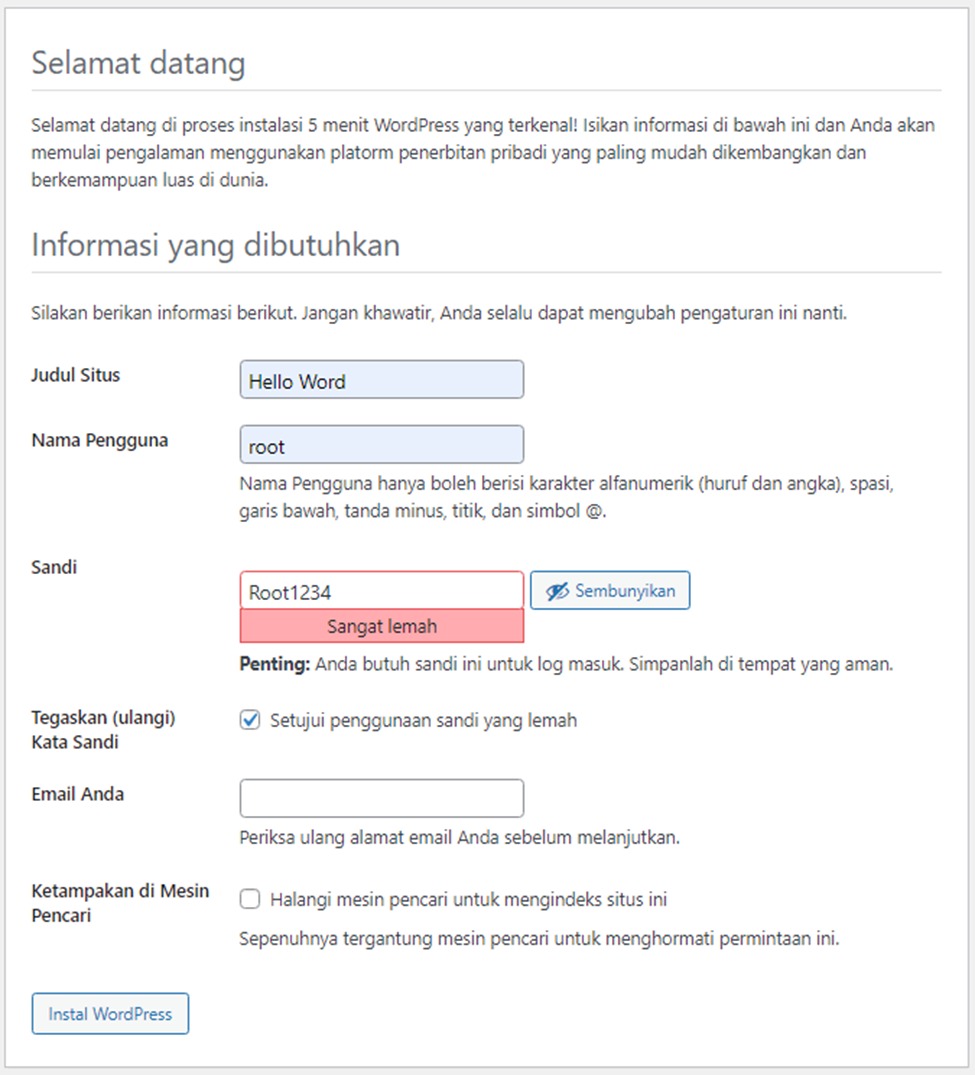 Selamat datang
Selamat datang di proses instalasi 5 menit WordPress yang terkenal! Isikan informasi di bawah ini dan Anda akan
memulai pengalaman menggunakan platorm penerbitan pribadi yang paling mudah dikembangkan dan
berkemampuan luas di dunia.
Informasi yang dibutuhkan
Silakan berikan informasi berikut. Jangan khawatir, Anda selalu dapat mengubah pengaturan ini nanti.
Judul Situs
Hello Word
Nama Pengguna
root
Nama Pengguna hanya boleh berisi karakter alfanumerik (huruf dan angka), spasi,
garis bawah, tanda minus, titik, dan simbol @.
Sandi
Root1234
Sembunyikan
Sangat lemah
Penting: Anda butuh sandi ini untuk log masuk. Simpanlah di tempat yang aman.
Tegaskan (ulangi)
Kata Sandi
Setujui penggunaan sandi yang lemah
Email Anda
Periksa ulang alamat email Anda sebelum melanjutkan.
Ketampakan di Mesin
Pencari
Halangi mesin pencari untuk mengindeks situs ini
Sepenuhnya tergantung mesin pencari untuk menghormati permintaan ini.
Instal WordPress